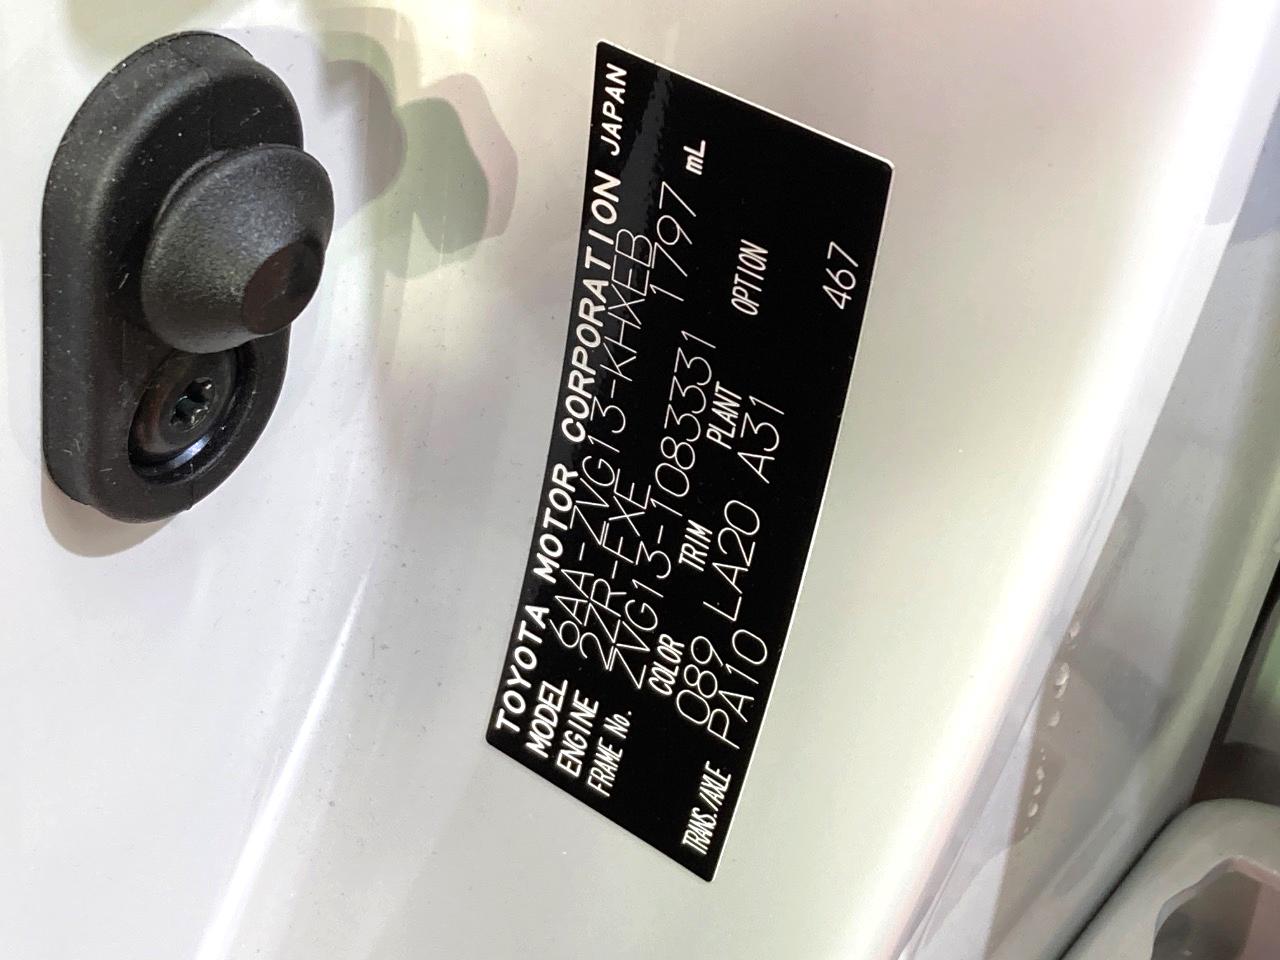 TOYOTA MOTOR CORPORATION JAPAN
MODEL 6AA-ZVG13-KHXEB
ENGINE 2ZR-FXE 1797 mL
FRAME No. ZVG13-1083331
COLOR TRIM PLANT OPTION
089 LA20 A31
TRANS./AXLE PA10 467